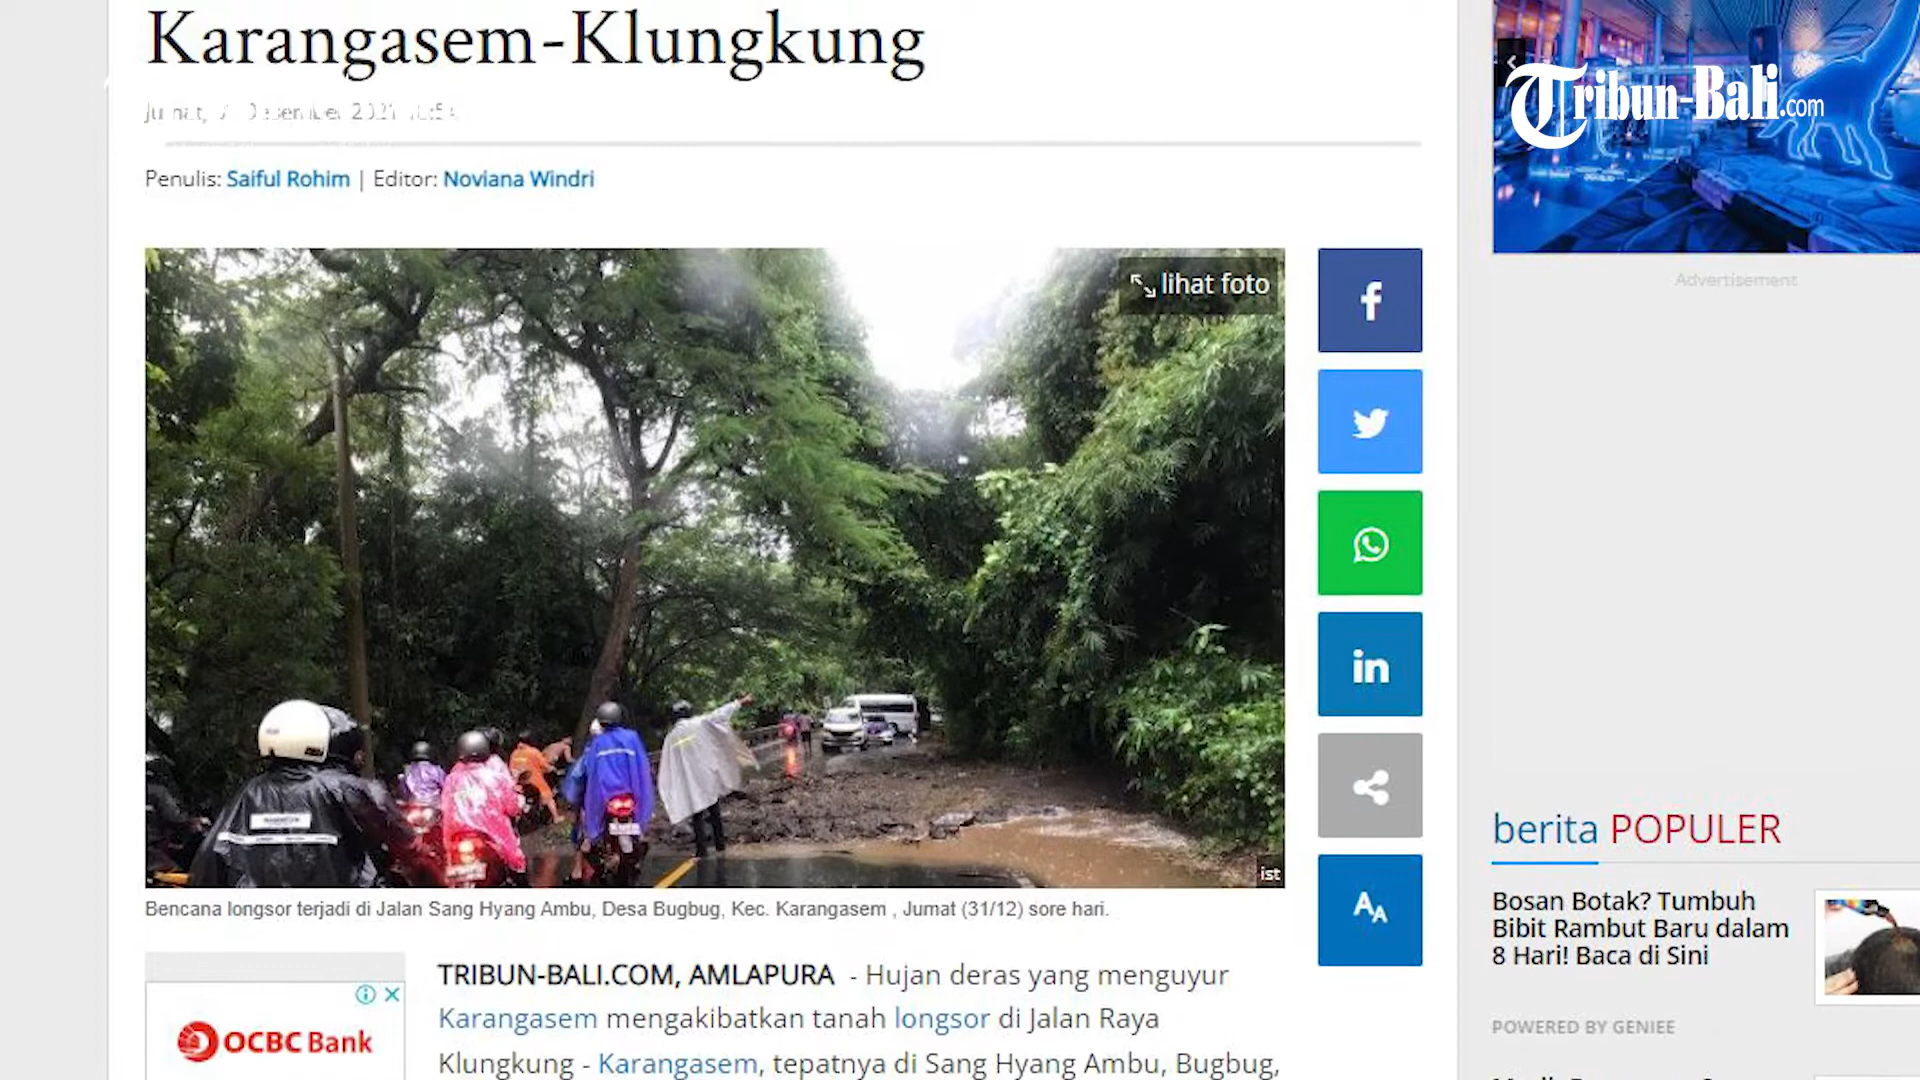 Karangasem-Klungkung
Penulis: Saiful Rohim | Editor: Noviana Windri
Tribun-Bali.com
Advertisement
lihat foto
ist
Bencana longsor terjadi di Jalan Sang Hyang Ambu, Desa Bugbug, Kec. Karangasem , Jumat (31/12) sore hari.
OCBC Bank
TRIBUN-BALI.COM, AMLAPURA - Hujan deras yang menguyur
Karangasem mengakibatkan tanah longsor di Jalan Raya
Klungkung - Karangasem, tepatnya di Sang Hyang Ambu, Bugbug,
berita POPULER
Bosan Botak? Tumbuh
Bibit Rambut Baru dalam
8 Hari! Baca di Sini
POWERED BY GENIEE